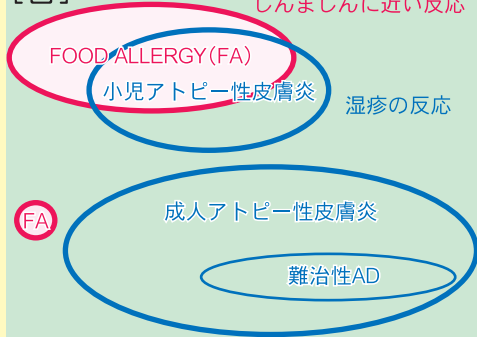 じんましんに近い反応
FOOD ALLERGY(FA)
小児アトピー性皮膚炎
湿疹の反応
FA
成人アトピー性皮膚炎
難治性AD